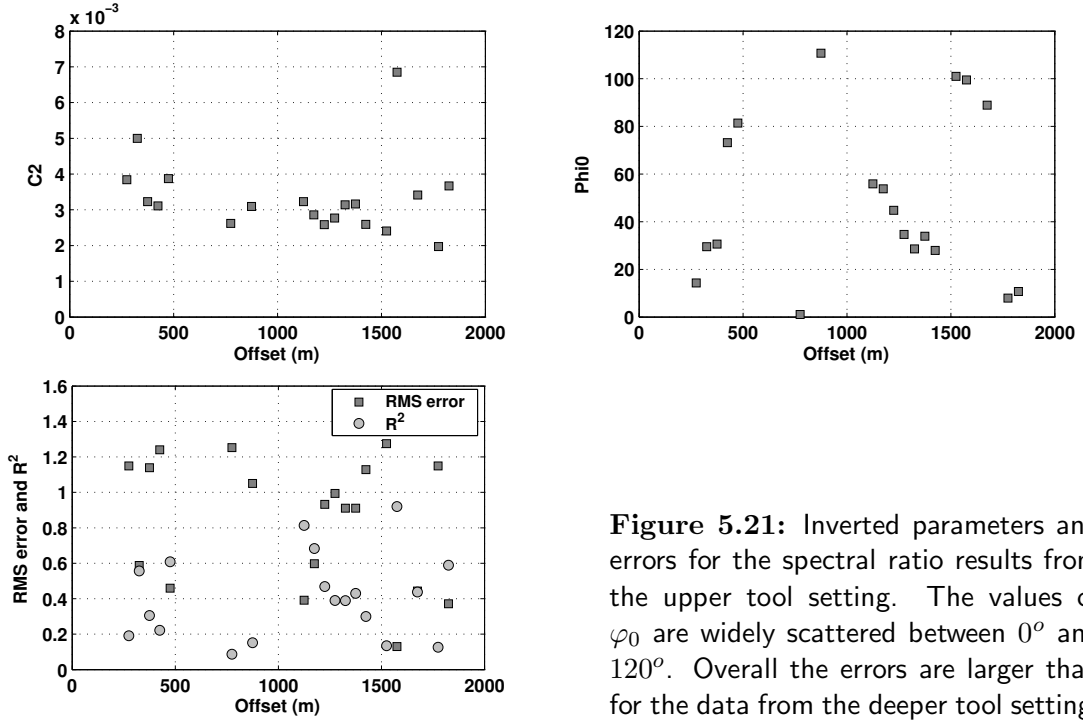 x 10⁻³
8
7
6
5
4
3
2
1
0
C2
0 500 1000 1500 2000
Offset (m)
120
100
80
60
40
20
0
Phi0
0 500 1000 1500 2000
Offset (m)
1.6
1.4
1.2
1
0.8
0.6
0.4
0.2
0
RMS error and R²
RMS error
R²
0 500 1000 1500 2000
Offset (m)
Figure 5.21: Inverted parameters an
errors for the spectral ratio results from
the upper tool setting. The values o
φ₀ are widely scattered between 0ᵒ an
120ᵒ. Overall the errors are larger tha
for the data from the deeper tool setting